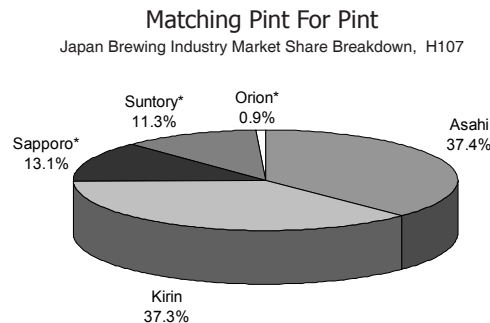 Matching Pint For Pint
Japan Brewing Industry Market Share Breakdown, H107
Orion*
0.9%
Suntory*
11.3%
Asahi
37.4%
Sapporo*
13.1%
Kirin
37.3%